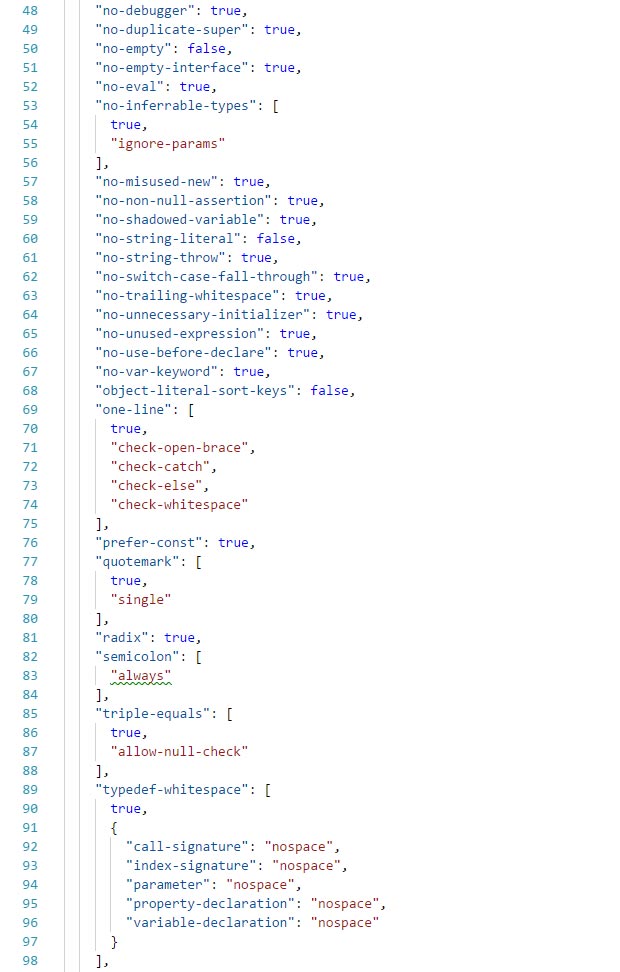 48 "no-debugger": true,
49 "no-duplicate-super": true,
50 "no-empty": false,
51 "no-empty-interface": true,
52 "no-eval": true,
53 "no-inferrable-types": [
54 true,
55 "ignore-params"
56 ],
57 "no-misused-new": true,
58 "no-non-null-assertion": true,
59 "no-shadowed-variable": true,
60 "no-string-literal": false,
61 "no-string-throw": true,
62 "no-switch-case-fall-through": true,
63 "no-trailing-whitespace": true,
64 "no-unnecessary-initializer": true,
65 "no-unused-expression": true,
66 "no-use-before-declare": true,
67 "no-var-keyword": true,
68 "object-literal-sort-keys": false,
69 "one-line": [
70 true,
71 "check-open-brace",
72 "check-catch",
73 "check-else",
74 "check-whitespace"
75 ],
76 "prefer-const": true,
77 "quotemark": [
78 true,
79 "single"
80 ],
81 "radix": true,
82 "semicolon": [
83 "always"
84 ],
85 "triple-equals": [
86 true,
87 "allow-null-check"
88 ],
89 "typedef-whitespace": [
90 true,
91 {
92 "call-signature": "nospace",
93 "index-signature": "nospace",
94 "parameter": "nospace",
95 "property-declaration": "nospace",
96 "variable-declaration": "nospace"
97 }
98 ],